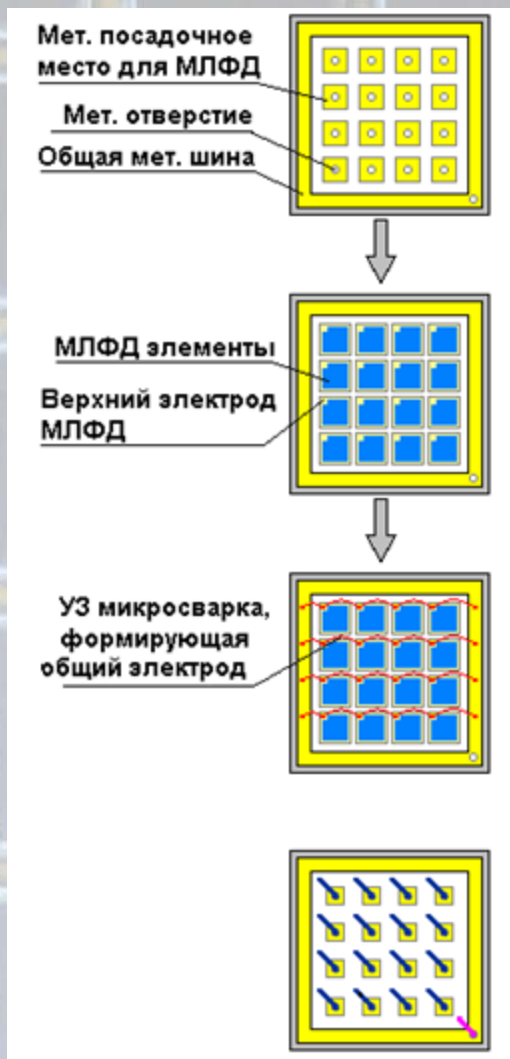 Мет. посадочное
место для МЛФД
Мет. отверстие
Общая мет. шина
МЛФД элементы
Верхний электрод
МЛФД
УЗ микросварка,
формирующая
общий электрод